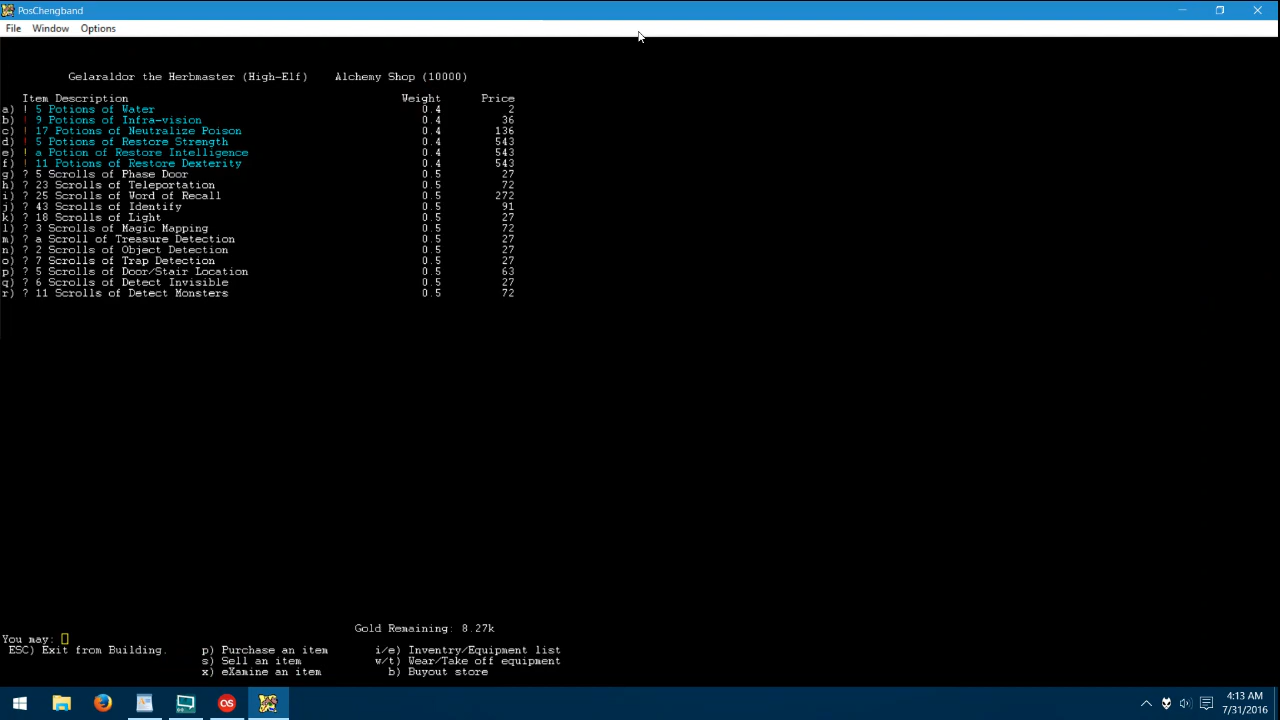 PosChengband
File Window Options
Gelaraldor the Herbmaster (High-Elf) Alchemy Shop (10000)
Item Description Weight Price
a) ! 5 Potions of Water 0.4 2
b) ! 9 Potions of Infra-vision 0.4 36
c) ! 17 Potions of Neutralize Poison 0.4 136
d) ! 5 Potions of Restore Strength 0.4 543
e) ! a Potion of Restore Intelligence 0.4 543
f) ! 11 Potions of Restore Dexterity 0.4 543
g) ? 5 Scrolls of Phase Door 0.5 27
h) ? 23 Scrolls of Teleportation 0.5 72
i) ? 25 Scrolls of Word of Recall 0.5 272
j) ? 43 Scrolls of Identify 0.5 91
k) ? 18 Scrolls of Light 0.5 27
l) ? 3 Scrolls of Magic Mapping 0.5 72
m) ? a Scroll of Treasure Detection 0.5 27
n) ? 2 Scrolls of Object Detection 0.5 27
o) ? 7 Scrolls of Trap Detection 0.5 27
p) ? 5 Scrolls of Door/Stair Location 0.5 63
q) ? 6 Scrolls of Detect Invisible 0.5 27
r) ? 11 Scrolls of Detect Monsters 0.5 72
Gold Remaining: 8.27k
You may:
ESC) Exit from Building. p) Purchase an item i/e) Inventry/Equipment list
s) Sell an item w/t) Wear/Take off equipment
x) eXamine an item b) Buyout store
4:13 AM
7/31/2016